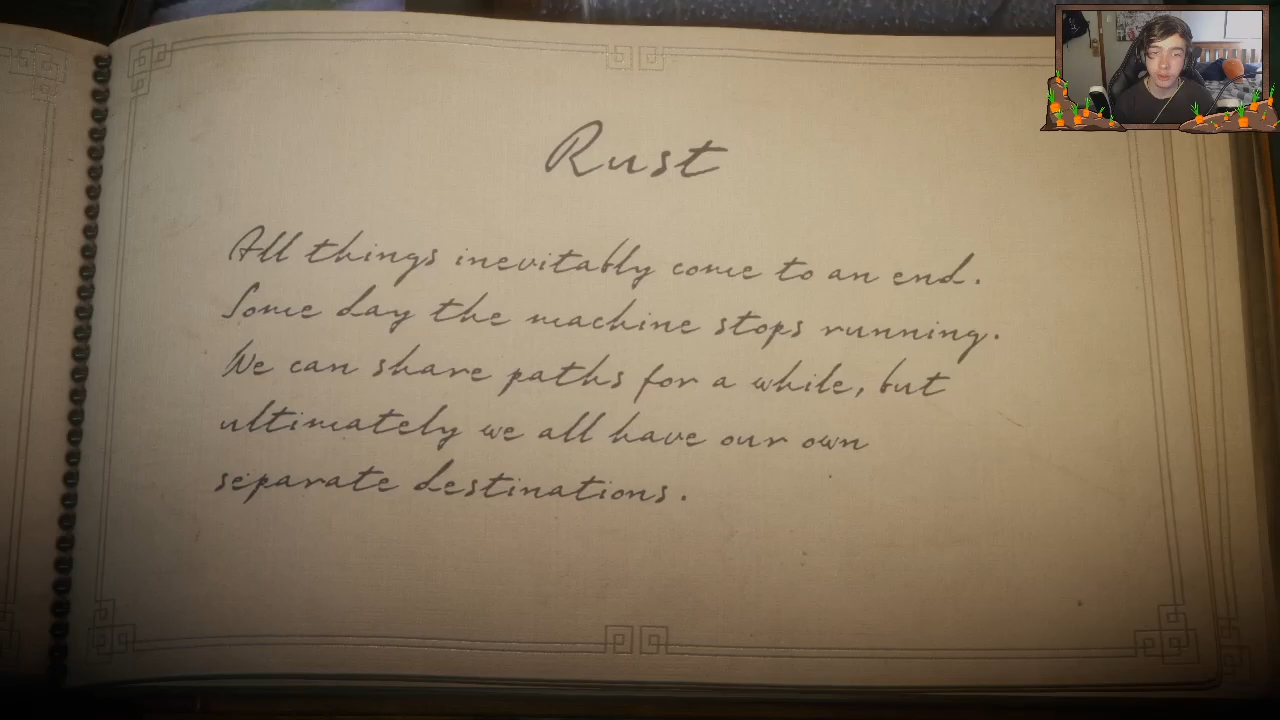 Rust
All things inevitably come to an end.
Some day the machine stops running.
We can share paths for a while, but
ultimately we all have our own
separate destinations.